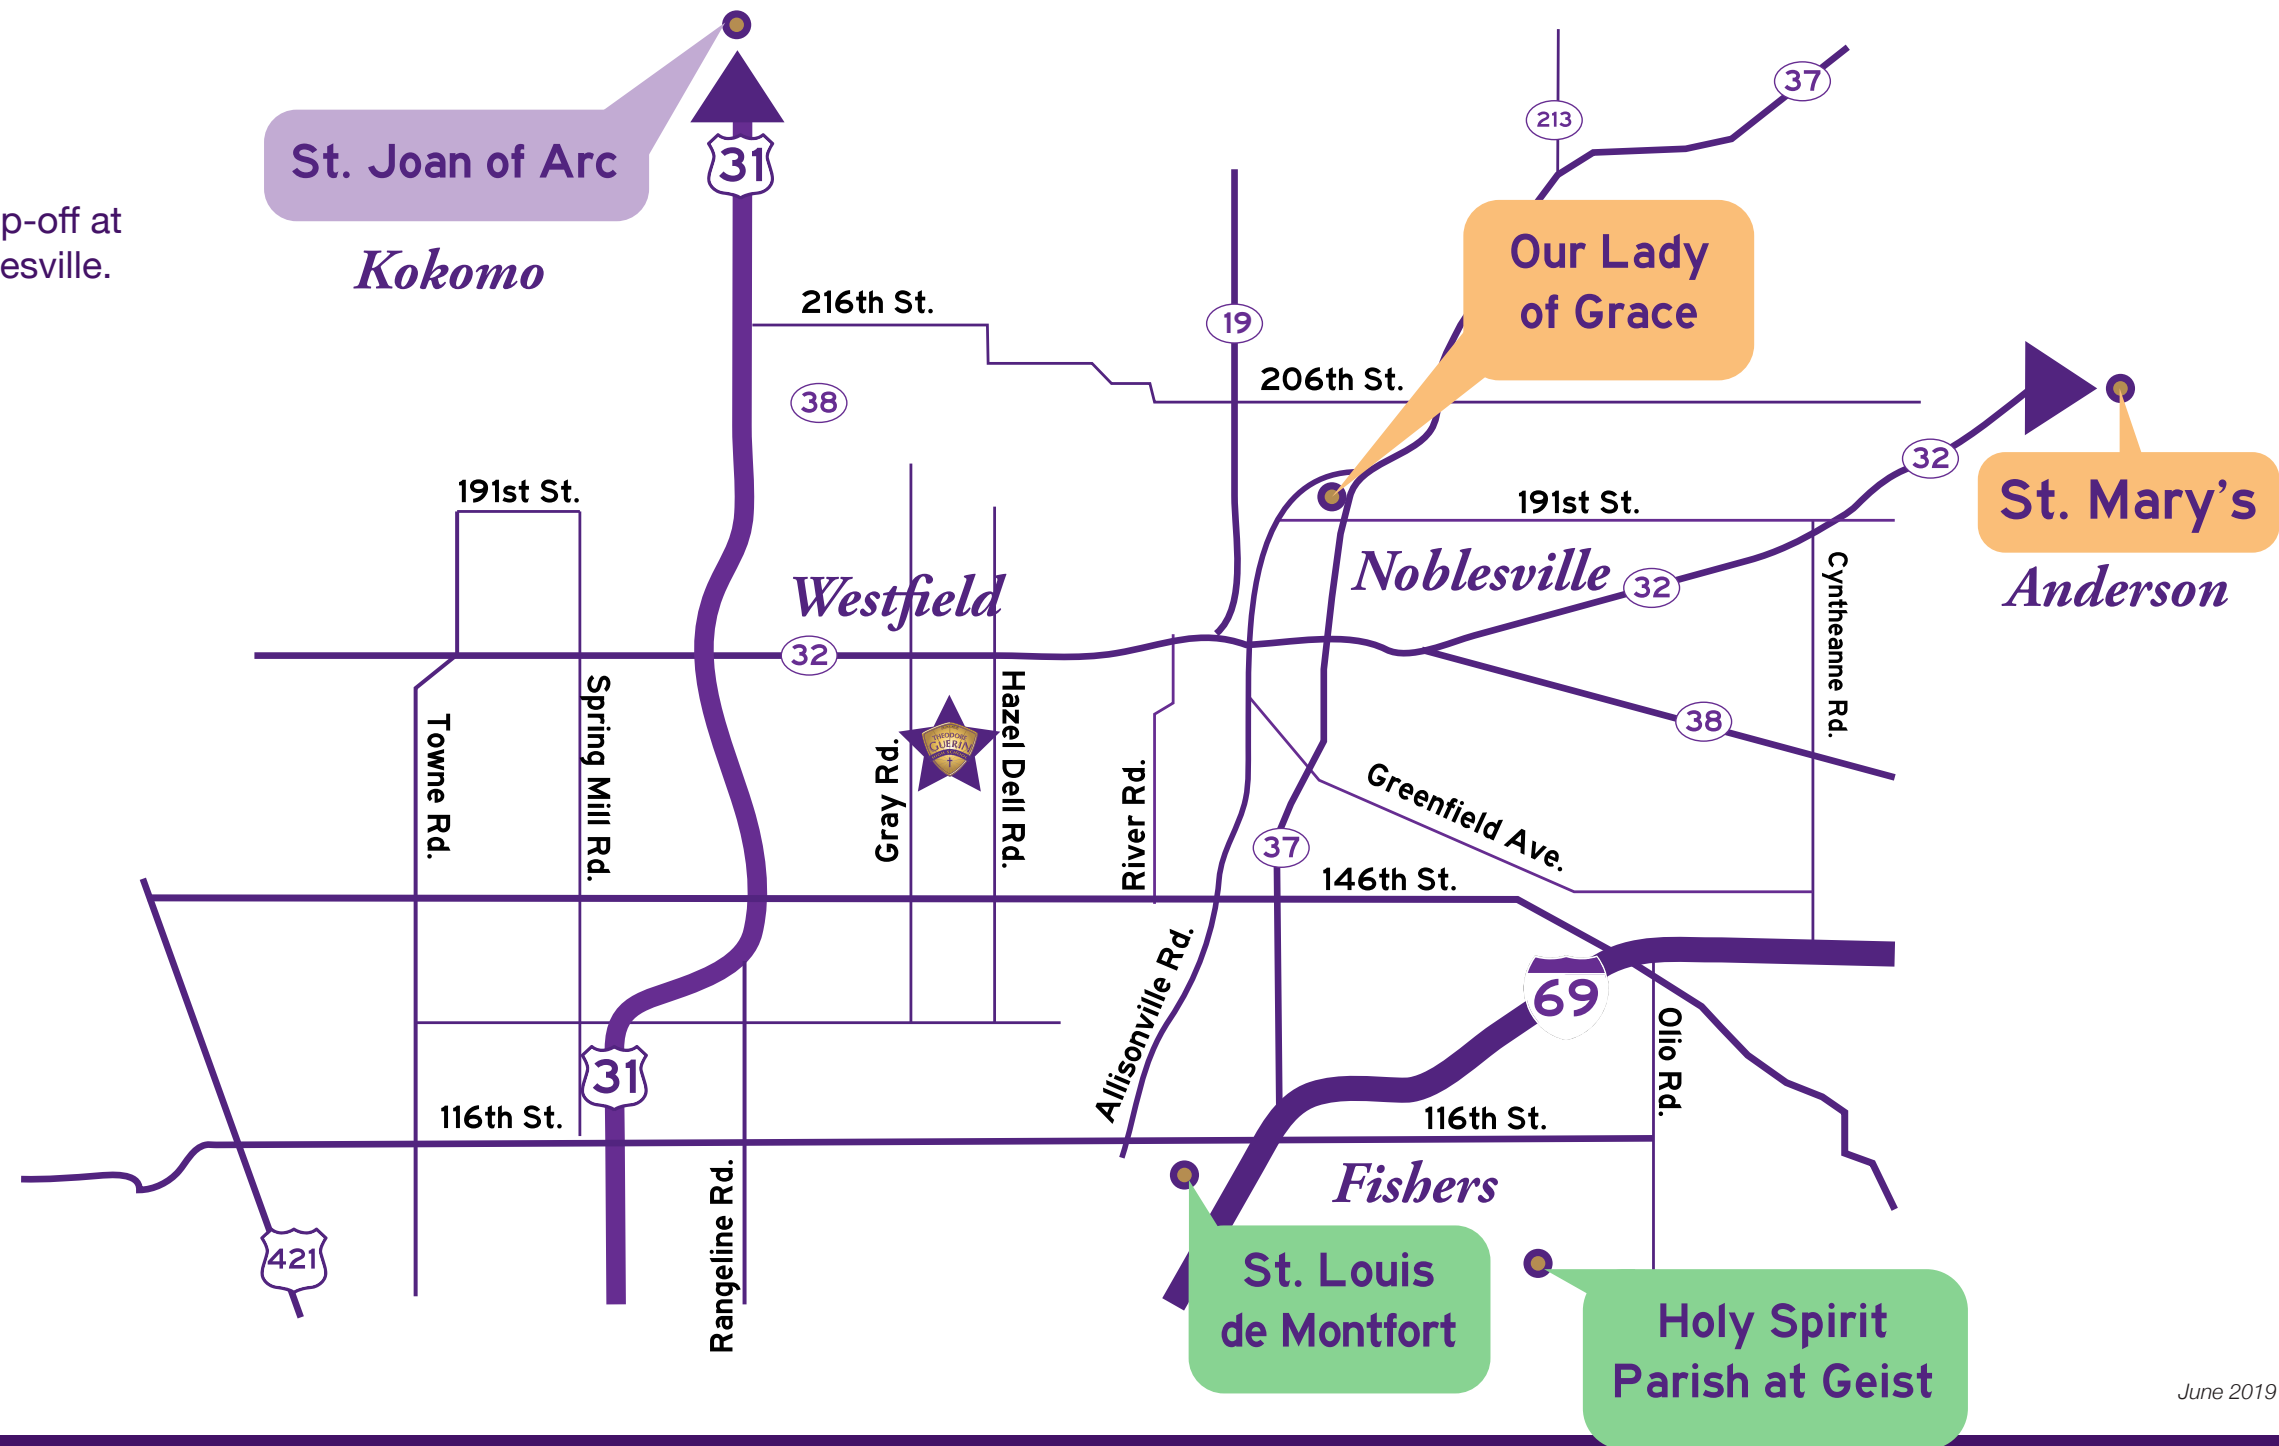 37
213
St. Joan of Arc
31
p-off at
esville.
Kokomo
Our Lady
of Grace
216th St.
19
206th St.
38
32
191st St.
191st St.
St. Mary’s
Noblesville
Westfield
32
Anderson
Cyntheanne Rd.
32
Spring Mill Rd.
Hazel Dell Rd.
Towne Rd.
THEODORE
GUERIN
Gray Rd.
38
River Rd.
Greenfield Ave.
37
146th St.
Allisonville Rd.
69
Olio Rd.
31
116th St.
116th St.
Rangeline Rd.
Fishers
421
St. Louis
de Montfort
Holy Spirit
Parish at Geist
June 2019